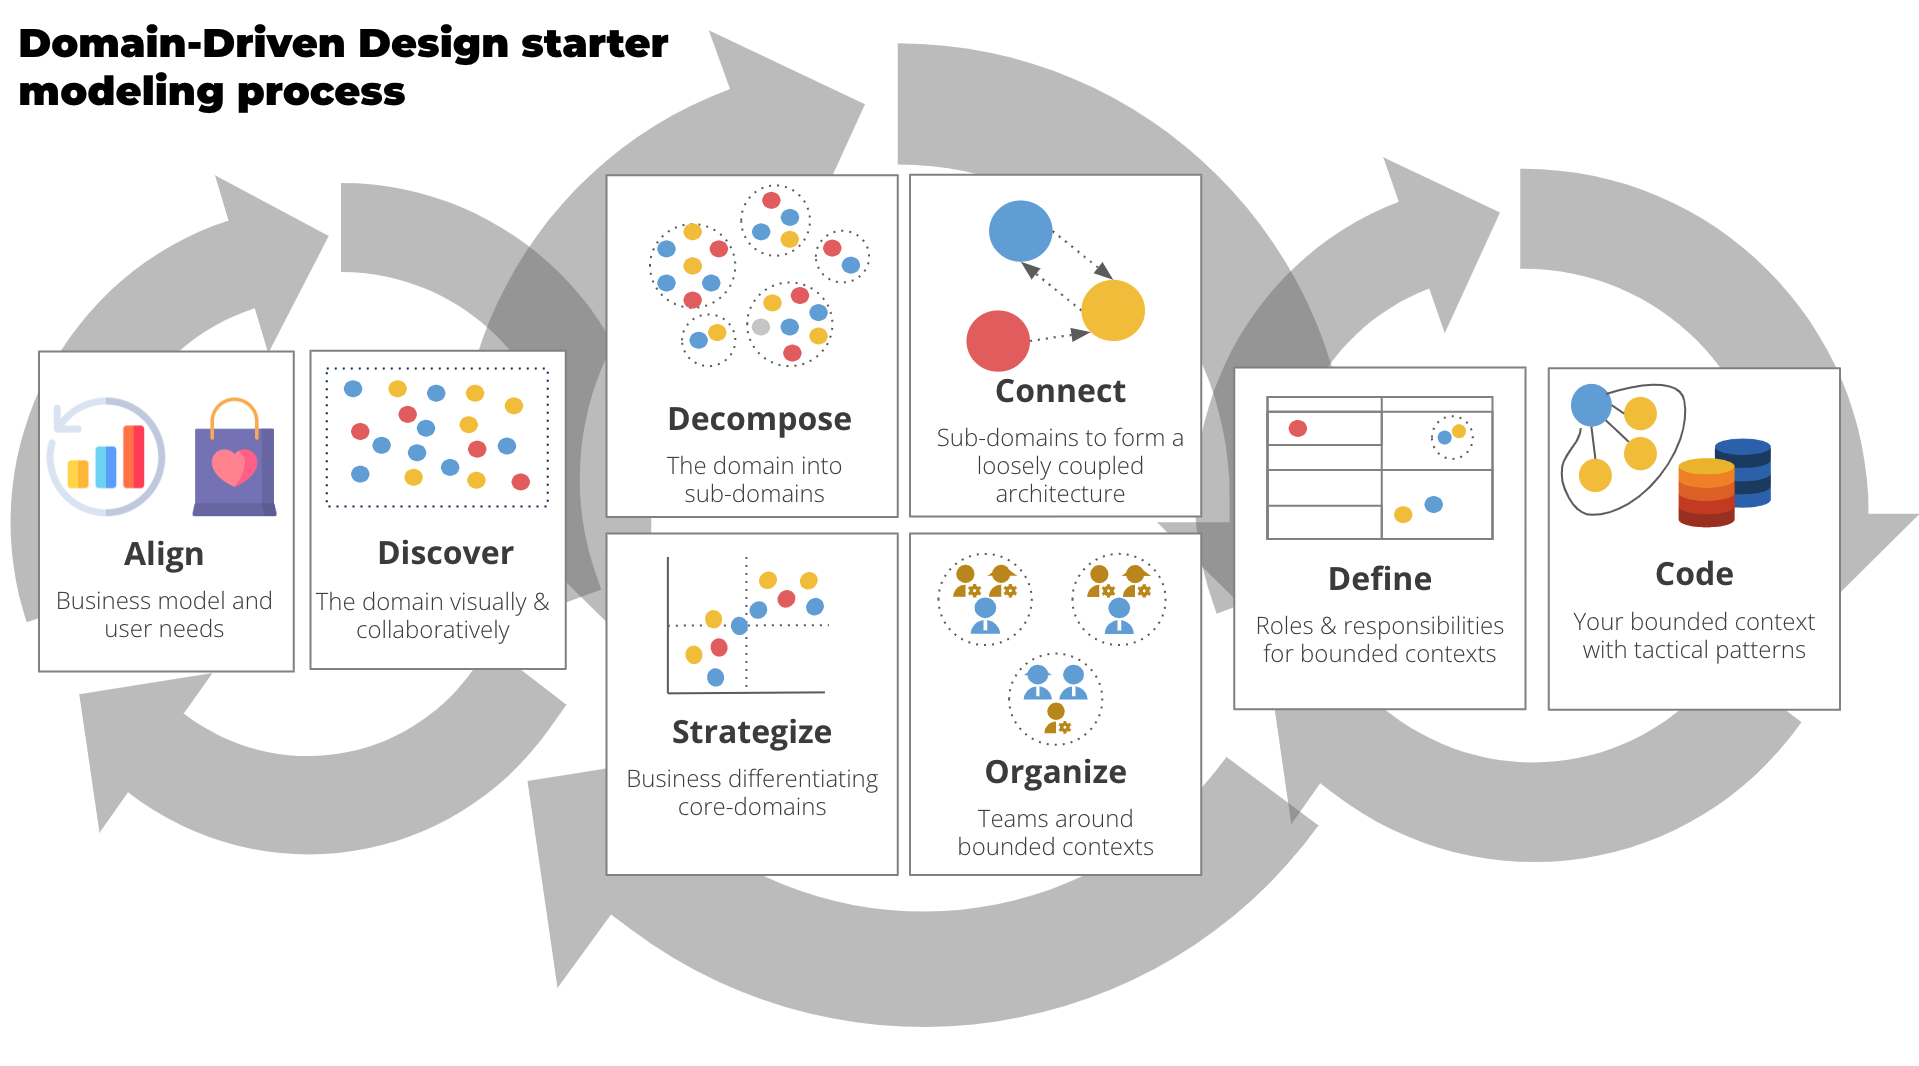 Domain-Driven Design starter
modeling process
Align
Business model and
user needs
Discover
The domain visually &
collaboratively
Decompose
The domain into
sub-domains
Connect
Sub-domains to form a
loosely coupled
architecture
Strategize
Business differentiating
core-domains
Organize
Teams around
bounded contexts
Define
Roles & responsibilities
for bounded contexts
Code
Your bounded context
with tactical patterns